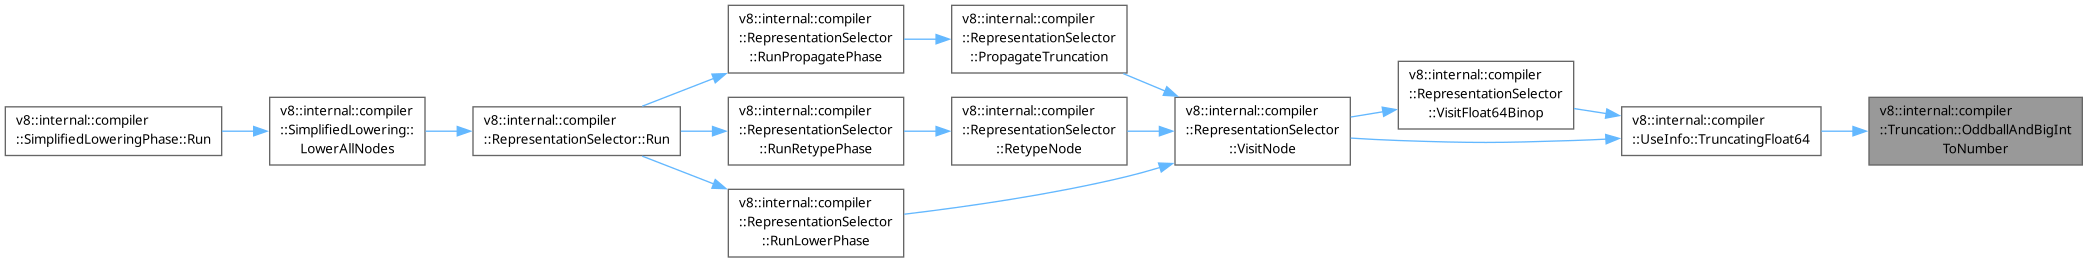 v8::internal::compiler
::SimplifiedLoweringPhase::Run
v8::internal::compiler
::SimplifiedLowering::
LowerAllNodes
v8::internal::compiler
::RepresentationSelector::Run
v8::internal::compiler
::RepresentationSelector
::RunPropagatePhase
v8::internal::compiler
::RepresentationSelector
::RunRetypePhase
v8::internal::compiler
::RepresentationSelector
::RunLowerPhase
v8::internal::compiler
::RepresentationSelector
::PropagateTruncation
v8::internal::compiler
::RepresentationSelector
::RetypeNode
v8::internal::compiler
::RepresentationSelector
::VisitNode
v8::internal::compiler
::RepresentationSelector
::VisitFloat64Binop
v8::internal::compiler
::UseInfo::TruncatingFloat64
v8::internal::compiler
::Truncation::OddballAndBigInt
ToNumber